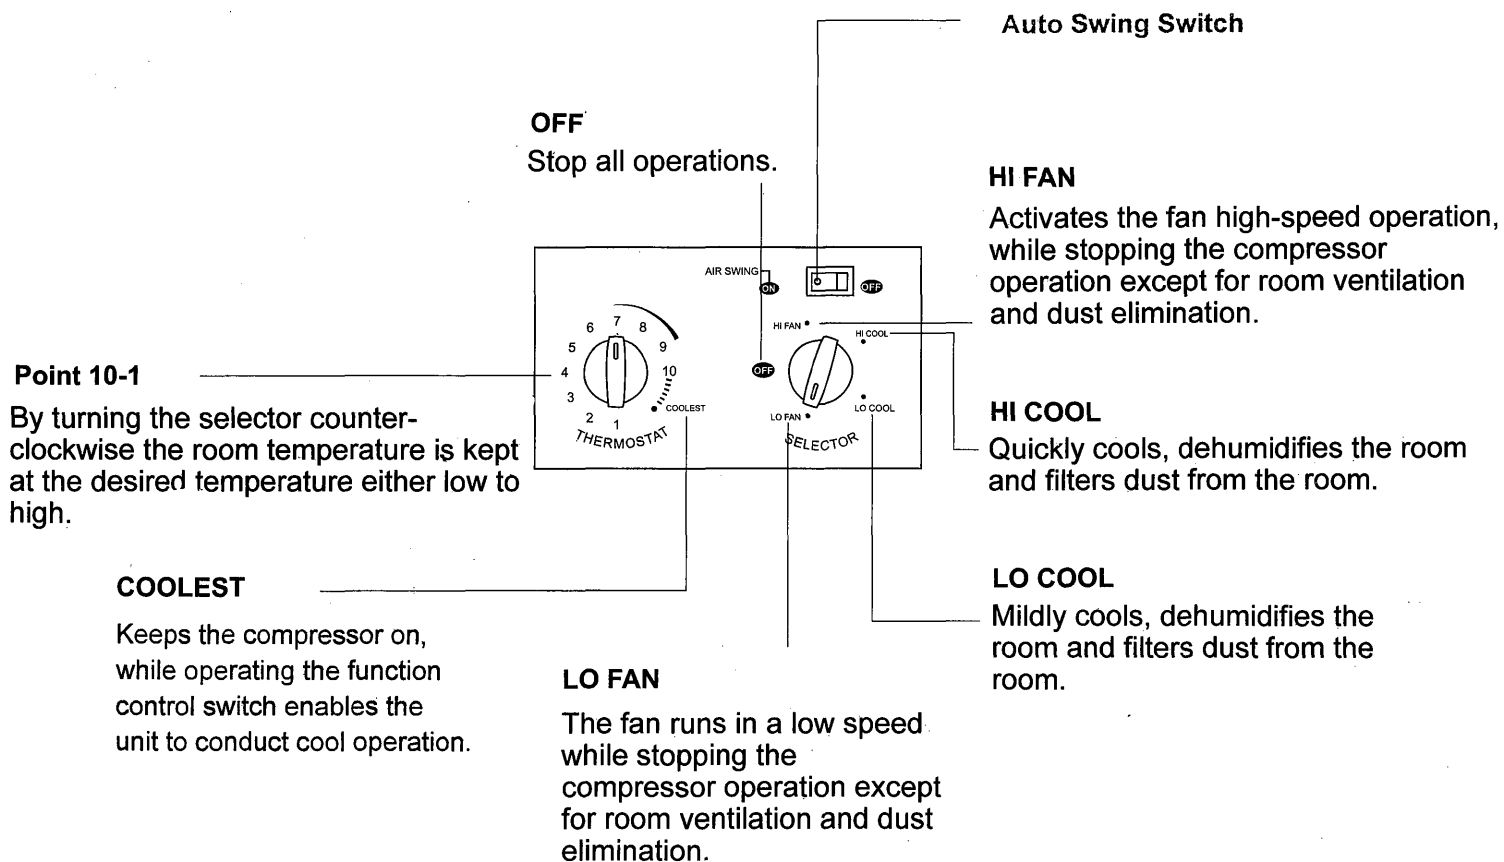 Auto Swing Switch
OFF
Stop all operations.
HI FAN
Activates the fan high-speed operation,
while stopping the compressor
operation except for room ventilation
and dust elimination.
AIR SWING
ON
OFF
HI FAN
HI COOL
OFF
LO COOL
LO FAN
SELECTOR
7
6
8
5
9
4
10
3
2
1
COOLEST
THERMOSTAT
Point 10-1
By turning the selector counter-
clockwise the room temperature is kept
at the desired temperature either low to
high.
HI COOL
Quickly cools, dehumidifies the room
and filters dust from the room.
COOLEST
Keeps the compressor on,
while operating the function
control switch enables the
unit to conduct cool operation.
LO COOL
Mildly cools, dehumidifies the
room and filters dust from the
room.
LO FAN
The fan runs in a low speed
while stopping the
compressor operation except
for room ventilation and dust
elimination.